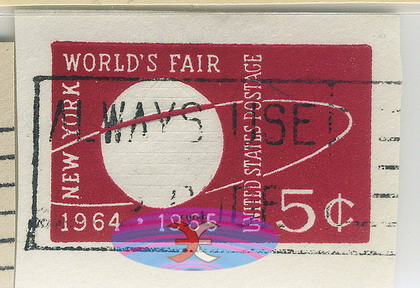 WORLD'S FAIR
NEW YORK
ALWAYS USE
UNITED STATES POSTAGE
1964 • 1965
5¢